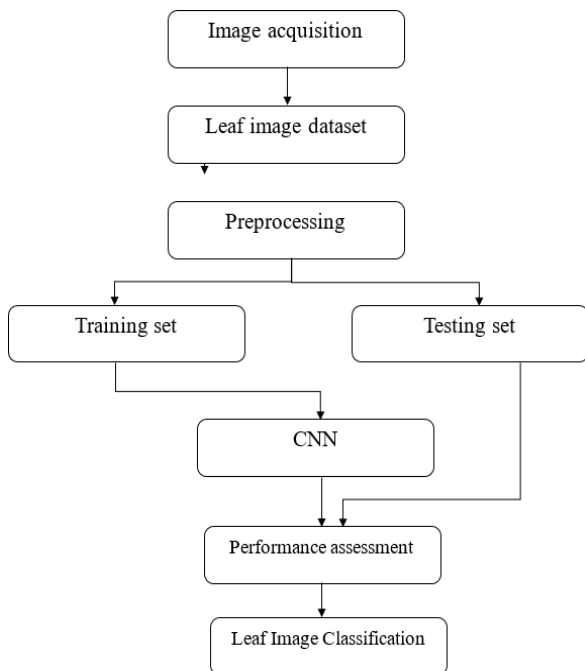 Image acquisition
Leaf image dataset
Preprocessing
Training set
Testing set
CNN
Performance assessment
Leaf Image Classification